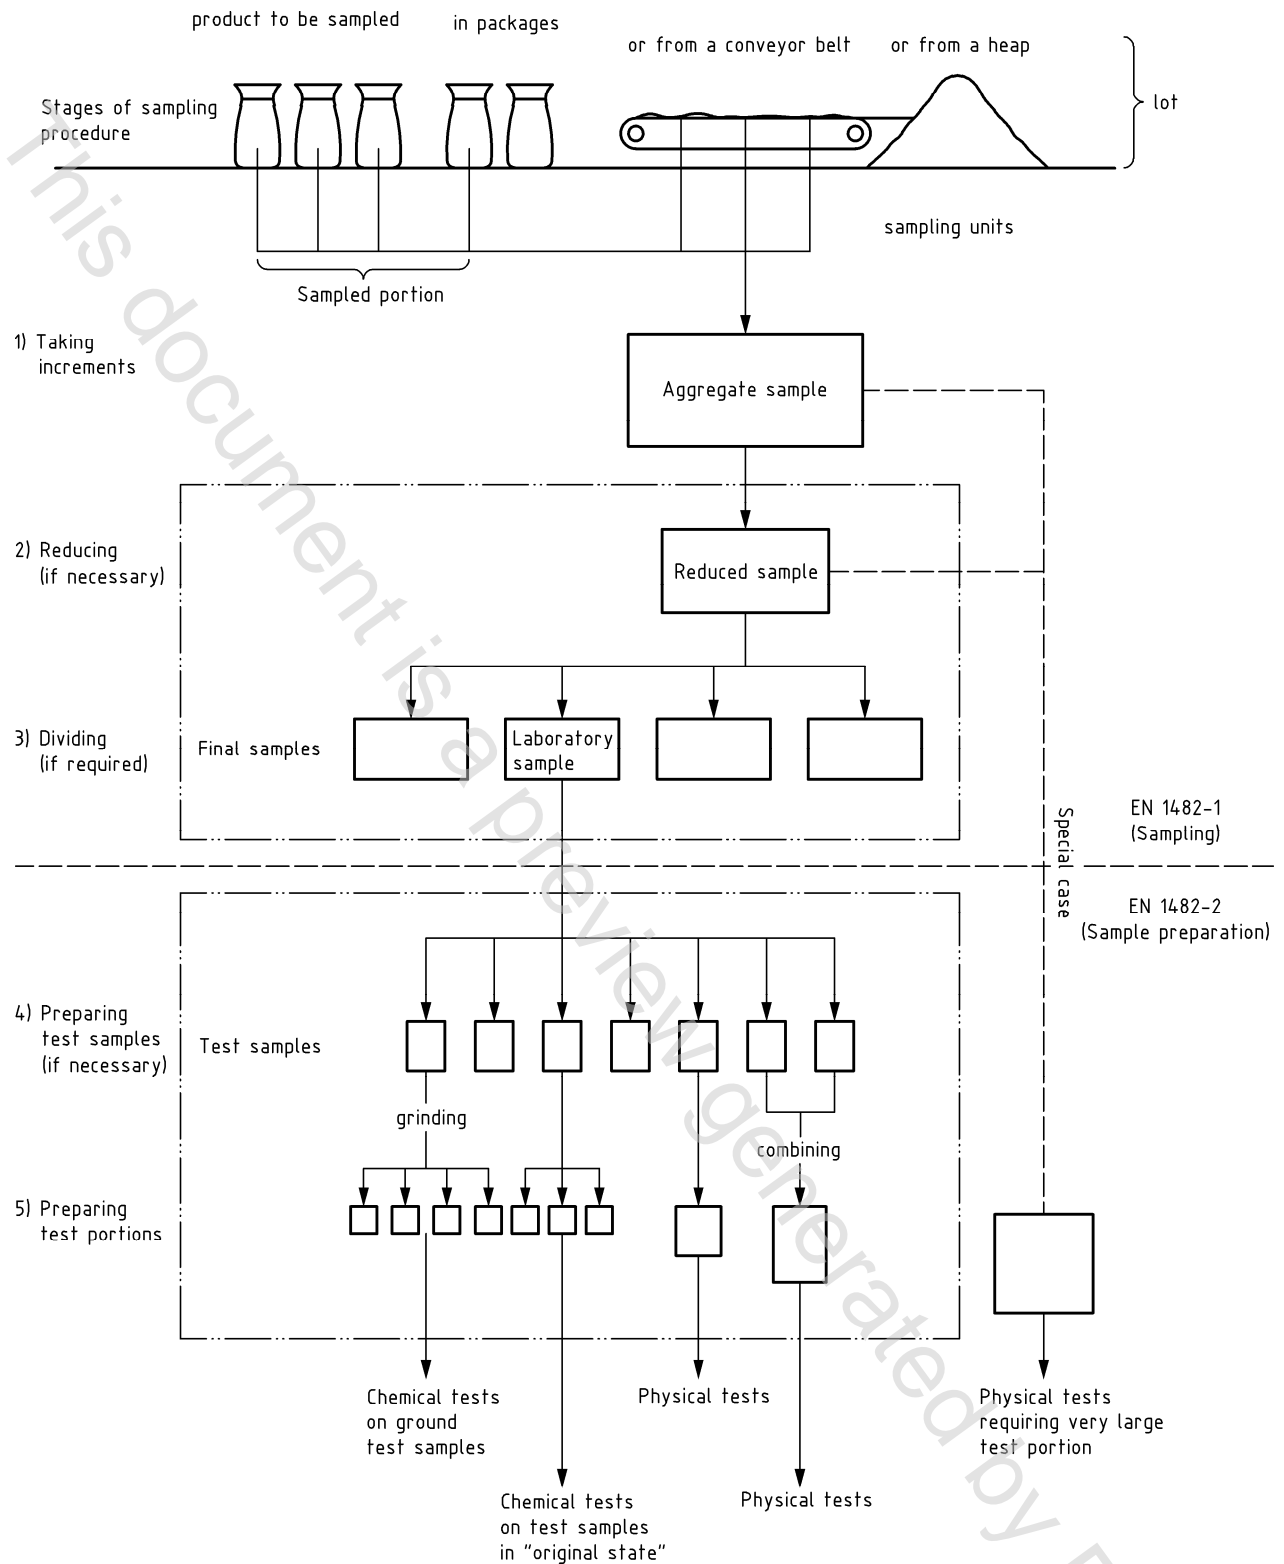 product to be sampled
in packages
or from a conveyor belt
or from a heap
Stages of sampling
procedure
lot
sampling units
Sampled portion
1) Taking
increments
Aggregate sample
2) Reducing
(if necessary)
Reduced sample
3) Dividing
(if required)
Final samples
Laboratory
sample
Special case
EN 1482-1
(Sampling)
EN 1482-2
(Sample preparation)
4) Preparing
test samples
(if necessary)
Test samples
grinding
combining
5) Preparing
test portions
Chemical tests
on ground
test samples
Physical tests
Physical tests
requiring very large
test portion
Chemical tests
on test samples
in "original state"
Physical tests
This document is a preview generated by